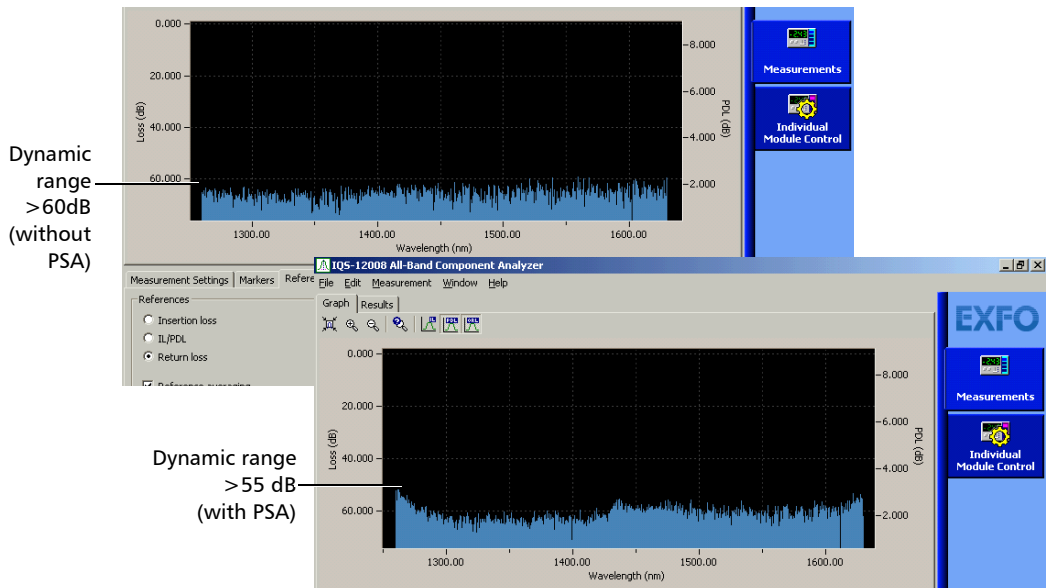 0.000
20.000
40.000
60.000
Loss (dB)
8.000
6.000
4.000
2.000
PDL (dB)
1300.00
1400.00
1500.00
1600.00
Wavelength (nm)
Measurements
Individual
Module Control
Dynamic
range
>60dB
(without
PSA)
Measurement Settings
Markers
Refere
References
Insertion loss
IL/PDL
Return loss
Reference averaging
IQS-12008 All-Band Component Analyzer
File Edit Measurement Window Help
Graph
Results
IL
PDL
ORL
0.000
20.000
40.000
60.000
Loss (dB)
8.000
6.000
4.000
2.000
PDL (dB)
1300.00
1400.00
1500.00
1600.00
Wavelength (nm)
EXFO
Measurements
Individual
Module Control
Dynamic range
>55 dB
(with PSA)